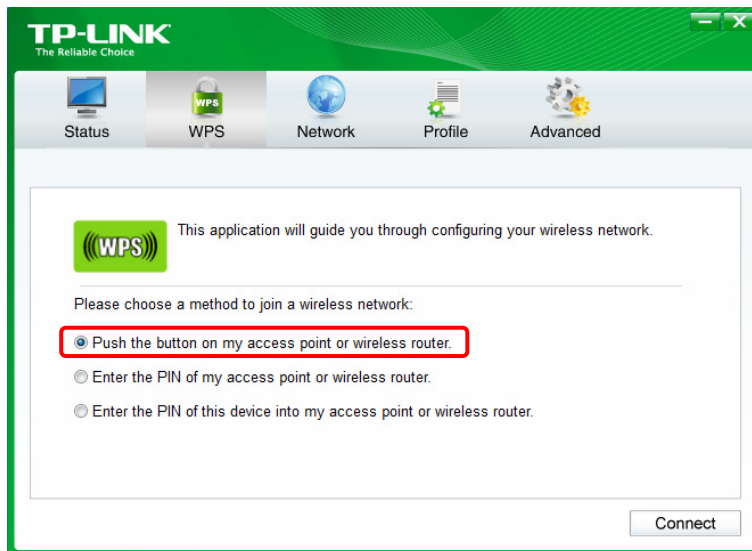 TP-LINK
The Reliable Choice
Status
WPS
WPS
Network
Profile
Advanced
(((WPS)))
This application will guide you through configuring your wireless network.
Please choose a method to join a wireless network:
Push the button on my access point or wireless router.
Enter the PIN of my access point or wireless router.
Enter the PIN of this device into my access point or wireless router.
Connect